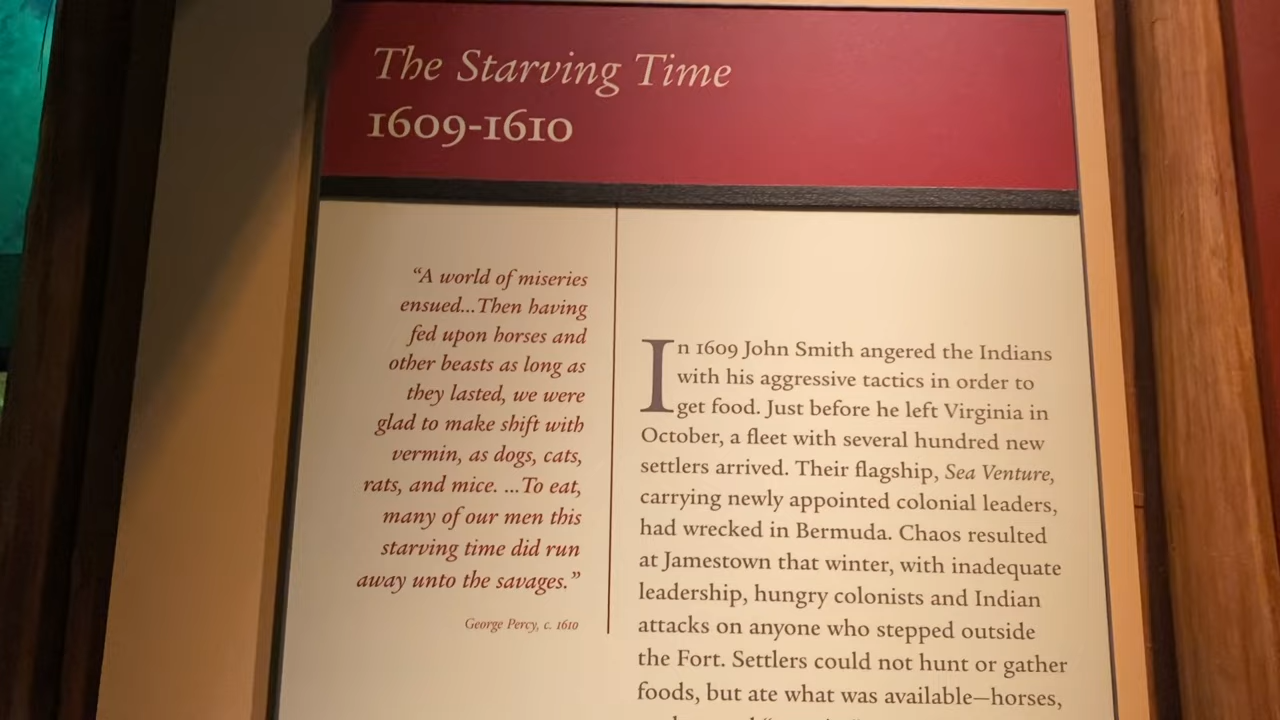 The Starving Time
1609-1610
“A world of miseries
ensued...Then having
fed upon horses and
other beasts as long as
they lasted, we were
glad to make shift with
vermin, as dogs, cats,
rats, and mice. ...To eat,
many of our men this
starving time did run
away unto the savages.”
George Percy, c. 1610
In 1609 John Smith angered the Indians
with his aggressive tactics in order to
get food. Just before he left Virginia in
October, a fleet with several hundred new
settlers arrived. Their flagship, Sea Venture,
carrying newly appointed colonial leaders,
had wrecked in Bermuda. Chaos resulted
at Jamestown that winter, with inadequate
leadership, hungry colonists and Indian
attacks on anyone who stepped outside
the Fort. Settlers could not hunt or gather
foods, but ate what was available—horses,